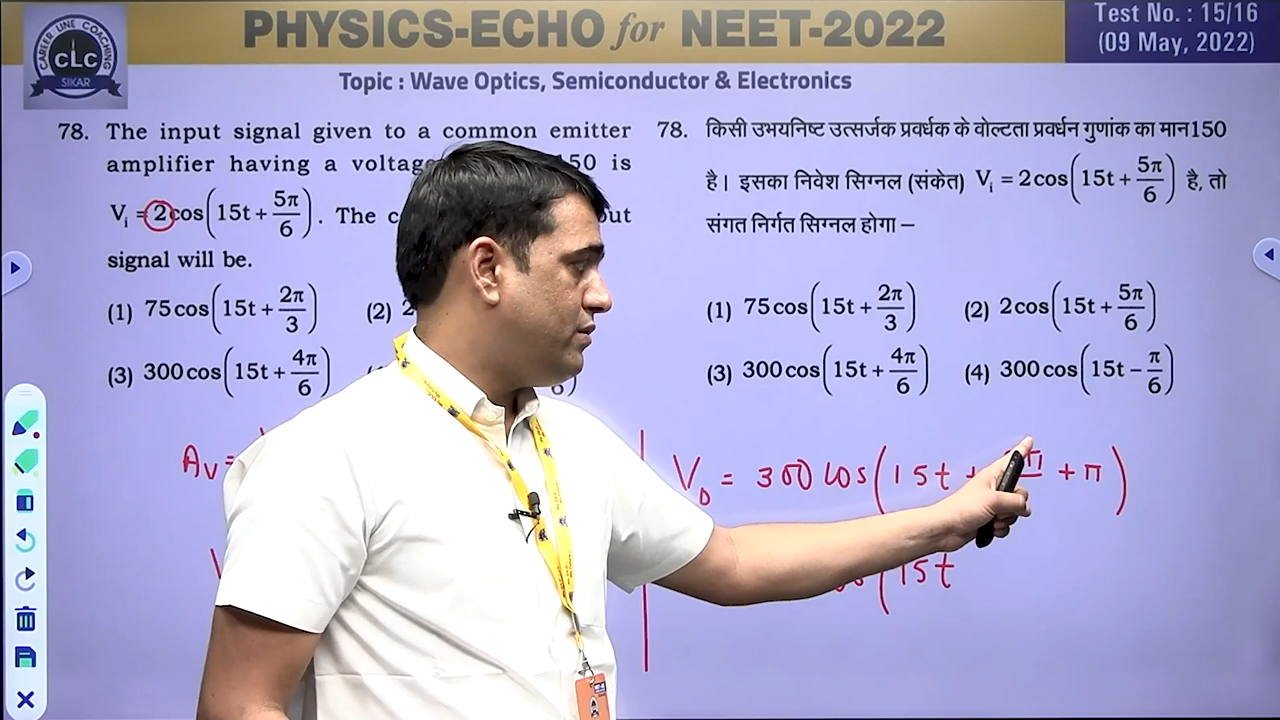 PHYSICS-ECHO for NEET-2022
Test No. : 15/16
(09 May, 2022)
CAREER LINE COACHING
CLC
SIKAR
Topic : Wave Optics, Semiconductor & Electronics
78. The input signal given to a common emitter
amplifier having a 50 is
Vᵢ = 2cos(15t + 5π/6). The
signal will be.
(1) 75cos(15t + 2π/3) (2) 2
(3) 300cos(15t + 4π/6)
78. किसी उभयनिष्ट उत्सर्जक प्रवर्धक के वोल्टता प्रवर्धन गुणांक का मान150
है। इसका निवेश सिग्नल (संकेत) Vᵢ = 2cos(15t + 5π/6) है, तो
संगत निर्गत सिग्नल होगा –
(1) 75cos(15t + 2π/3) (2) 2cos(15t + 5π/6)
(3) 300cos(15t + 4π/6) (4) 300cos(15t − π/6)
Aᵥ =
V₀ = 300 cos(15t + π + π)
(15t